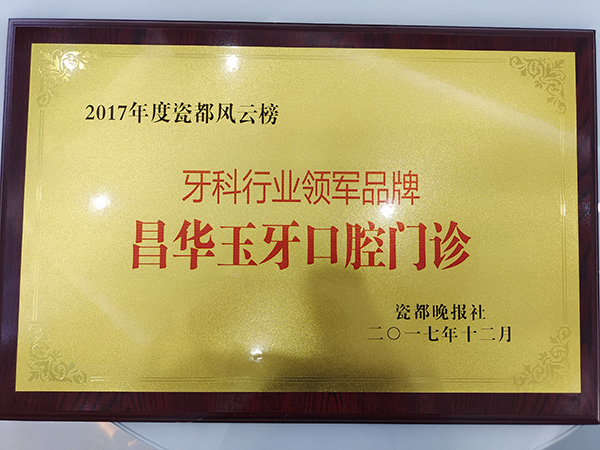 2017年度瓷都风云榜
牙科行业领军品牌
昌华玉牙口腔门诊
瓷都晚报社
二〇一七年十二月